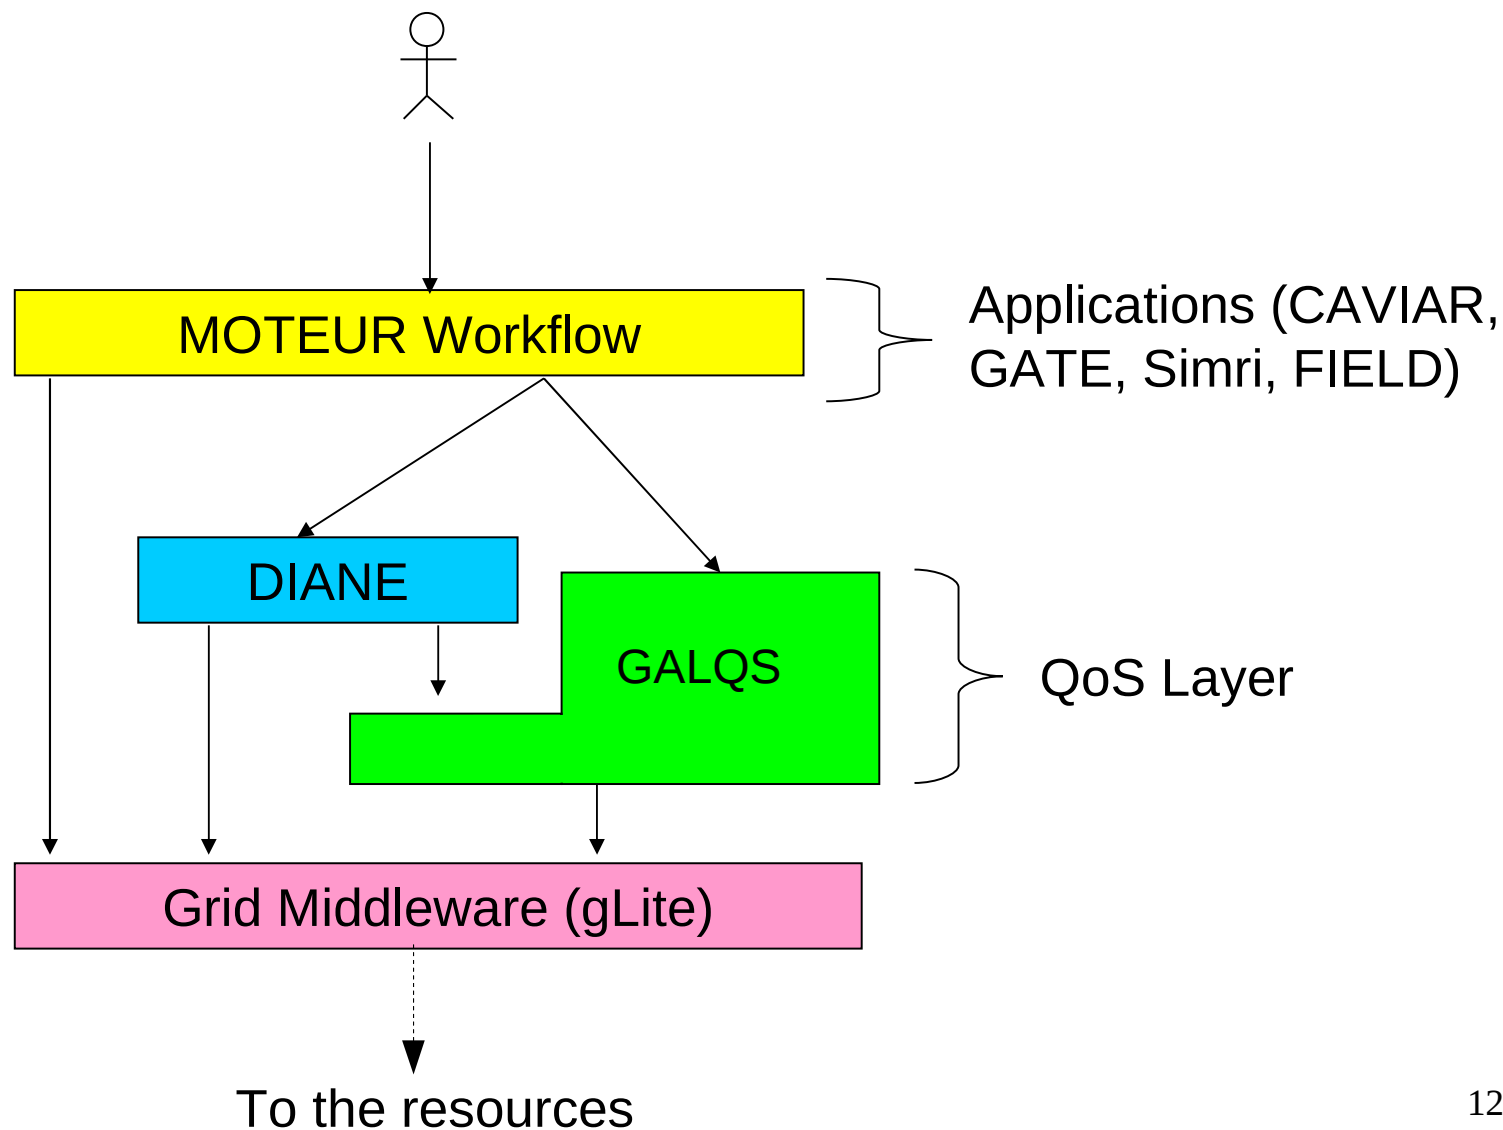 MOTEUR Workflow
Applications (CAVIAR,
GATE, Simri, FIELD)
DIANE
GALQS
QoS Layer
Grid Middleware (gLite)
To the resources
12